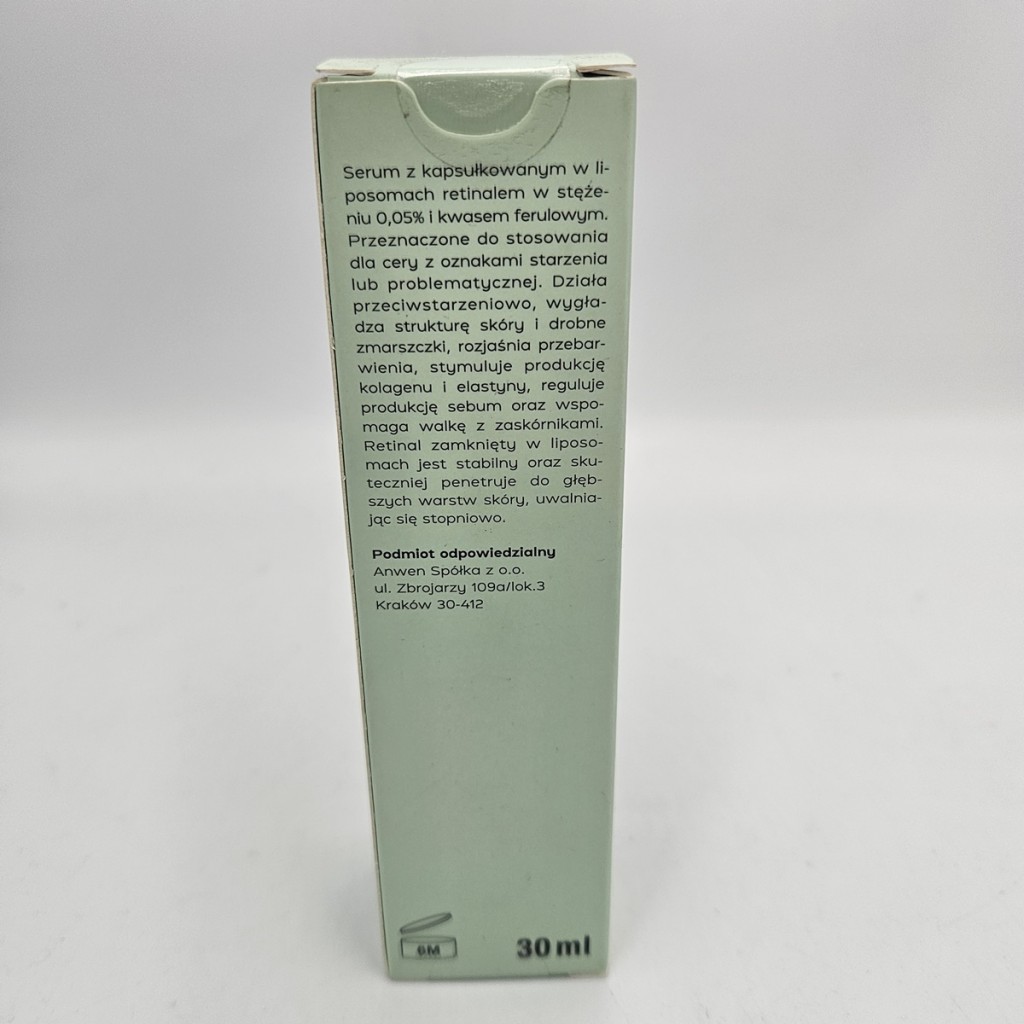 Serum z kapsułkowanym w li-
posomach retinalem w stęże-
niu 0,05% i kwasem ferulowym.
Przeznaczone do stosowania
dla cery z oznakami starzenia
lub problematycznej. Działa
przeciwstarzeniowo, wygła-
dza strukturę skóry i drobne
zmarszczki, rozjaśnia przebar-
wienia, stymuluje produkcję
kolagenu i elastyny, reguluje
produkcję sebum oraz wspo-
maga walkę z zaskórnikami.
Retinal zamknięty w liposo-
mach jest stabilny oraz sku-
teczniej penetruje do głęb-
szych warstw skóry, uwalnia-
jąc się stopniowo.
Podmiot odpowiedzialny
Anwen Spółka z o.o.
ul. Zbrojarzy 109a/lok.3
Kraków 30-412
6M
30 ml